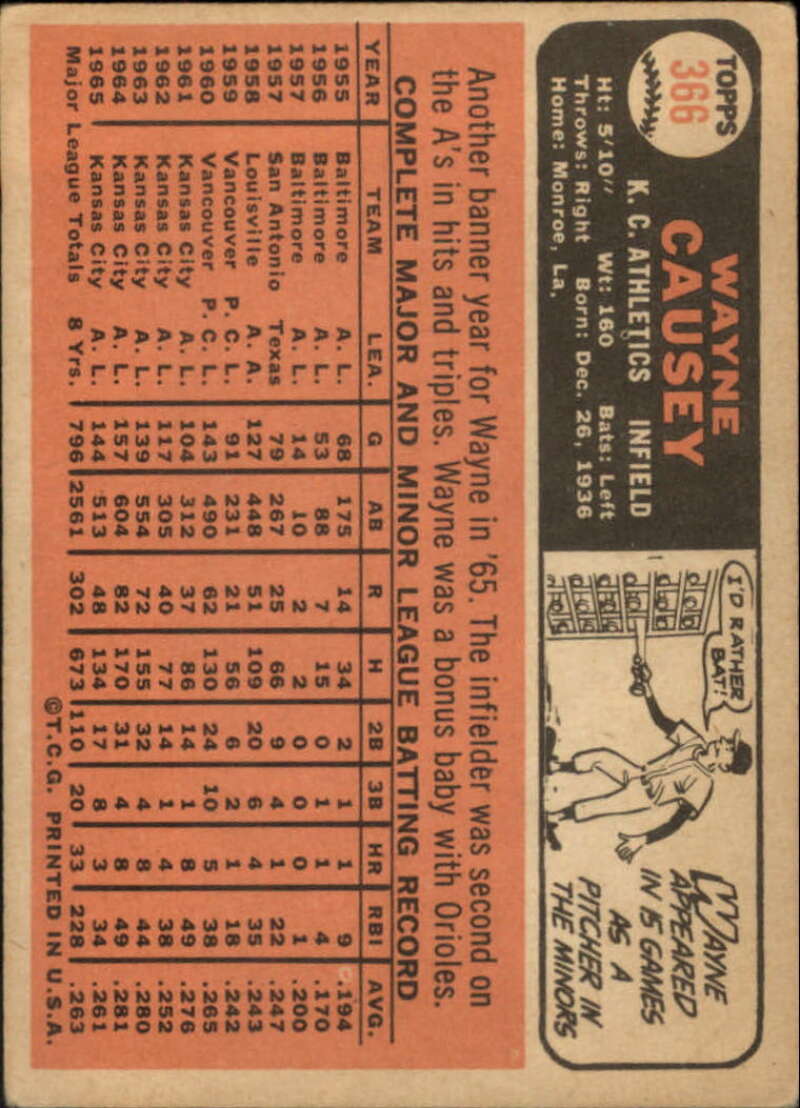 TOPPS
366
WAYNE
CAUSEY
K. C. ATHLETICS INFIELD
Ht: 5'10" Wt: 160 Bats: Left
Throws: Right Born: Dec. 26, 1936
Home: Monroe, La.
I'D RATHER
BAT!
WAYNE
APPEARED
IN 15 GAMES
AS A
PITCHER IN
THE MINORS
Another banner year for Wayne in '65. The infielder was second on
the A's in hits and triples. Wayne was a bonus baby with Orioles.
COMPLETE MAJOR AND MINOR LEAGUE BATTING RECORD
YEAR TEAM LEA. G AB R H 2B 3B HR RBI AVG.
1955 Baltimore A. L. 68 175 14 34 2 1 1 9 .194
1956 Baltimore A. L. 53 88 7 15 0 1 1 4 .170
1957 Baltimore A. L. 14 10 2 2 0 0 0 1 .200
1957 San Antonio Texas 79 267 25 66 9 4 1 22 .247
1958 Louisville A. A. 127 448 51 109 20 6 4 35 .243
1959 Vancouver P. C. L. 91 231 21 56 6 2 1 18 .242
1960 Vancouver P. C. L. 143 490 62 130 24 10 5 38 .265
1961 Kansas City A. L. 104 312 37 86 14 1 8 49 .276
1962 Kansas City A. L. 117 305 40 77 14 1 4 38 .252
1963 Kansas City A. L. 139 554 72 155 32 4 8 44 .280
1964 Kansas City A. L. 157 604 82 170 31 4 8 49 .281
1965 Kansas City A. L. 144 513 48 134 17 8 3 34 .261
Major League Totals 8 Yrs. 796 2561 302 673 110 20 33 228 .263
©T.C.G. PRINTED IN U.S.A.